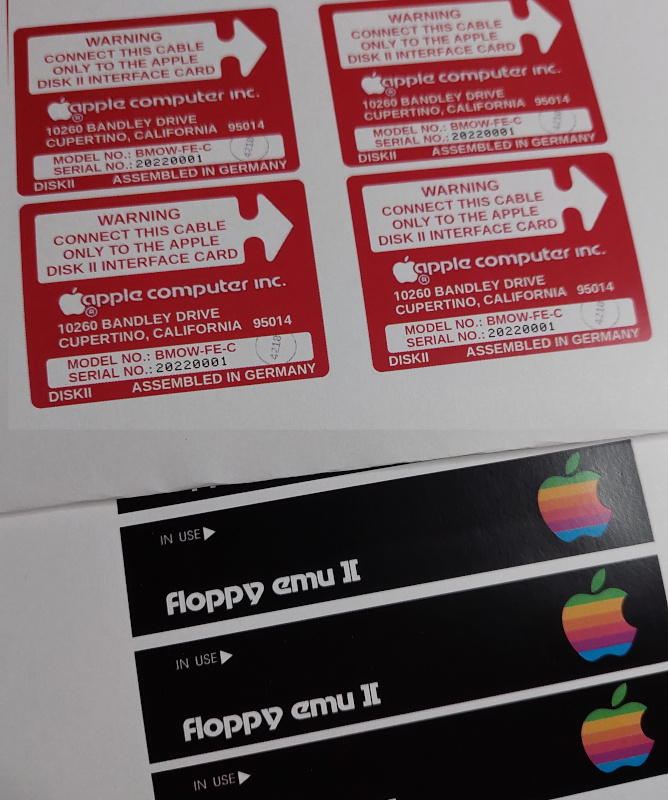 WARNING
CONNECT THIS CABLE
ONLY TO THE APPLE
DISK II INTERFACE CARD
apple computer inc.
®
10260 BANDLEY DRIVE
CUPERTINO, CALIFORNIA 95014
MODEL NO.: BMOW-FE-C
SERIAL NO.: 20220001
4218
DISKII ASSEMBLED IN GERMANY
WARNING
CONNECT THIS CABLE
ONLY TO THE APPLE
DISK II INTERFACE CARD
apple computer inc.
®
10260 BANDLEY DRIVE
CUPERTINO, CALIFORNIA 95014
MODEL NO.: BMOW-FE-C
SERIAL NO.: 20220001
4218
DISKII ASSEMBLED IN GERMANY
WARNING
CONNECT THIS CABLE
ONLY TO THE APPLE
DISK II INTERFACE CARD
apple computer inc.
®
10260 BANDLEY DRIVE
CUPERTINO, CALIFORNIA 95014
MODEL NO.: BMOW-FE-C
SERIAL NO.: 20220001
4218
DISKII ASSEMBLED IN GERMANY
WARNING
CONNECT THIS CABLE
ONLY TO THE APPLE
DISK II INTERFACE CARD
apple computer inc.
®
10260 BANDLEY DRIVE
CUPERTINO, CALIFORNIA 95014
MODEL NO.: BMOW-FE-C
SERIAL NO.: 20220001
4218
DISKII ASSEMBLED IN GERMANY
IN USE
floppy emu ][
IN USE
floppy emu ][
IN USE